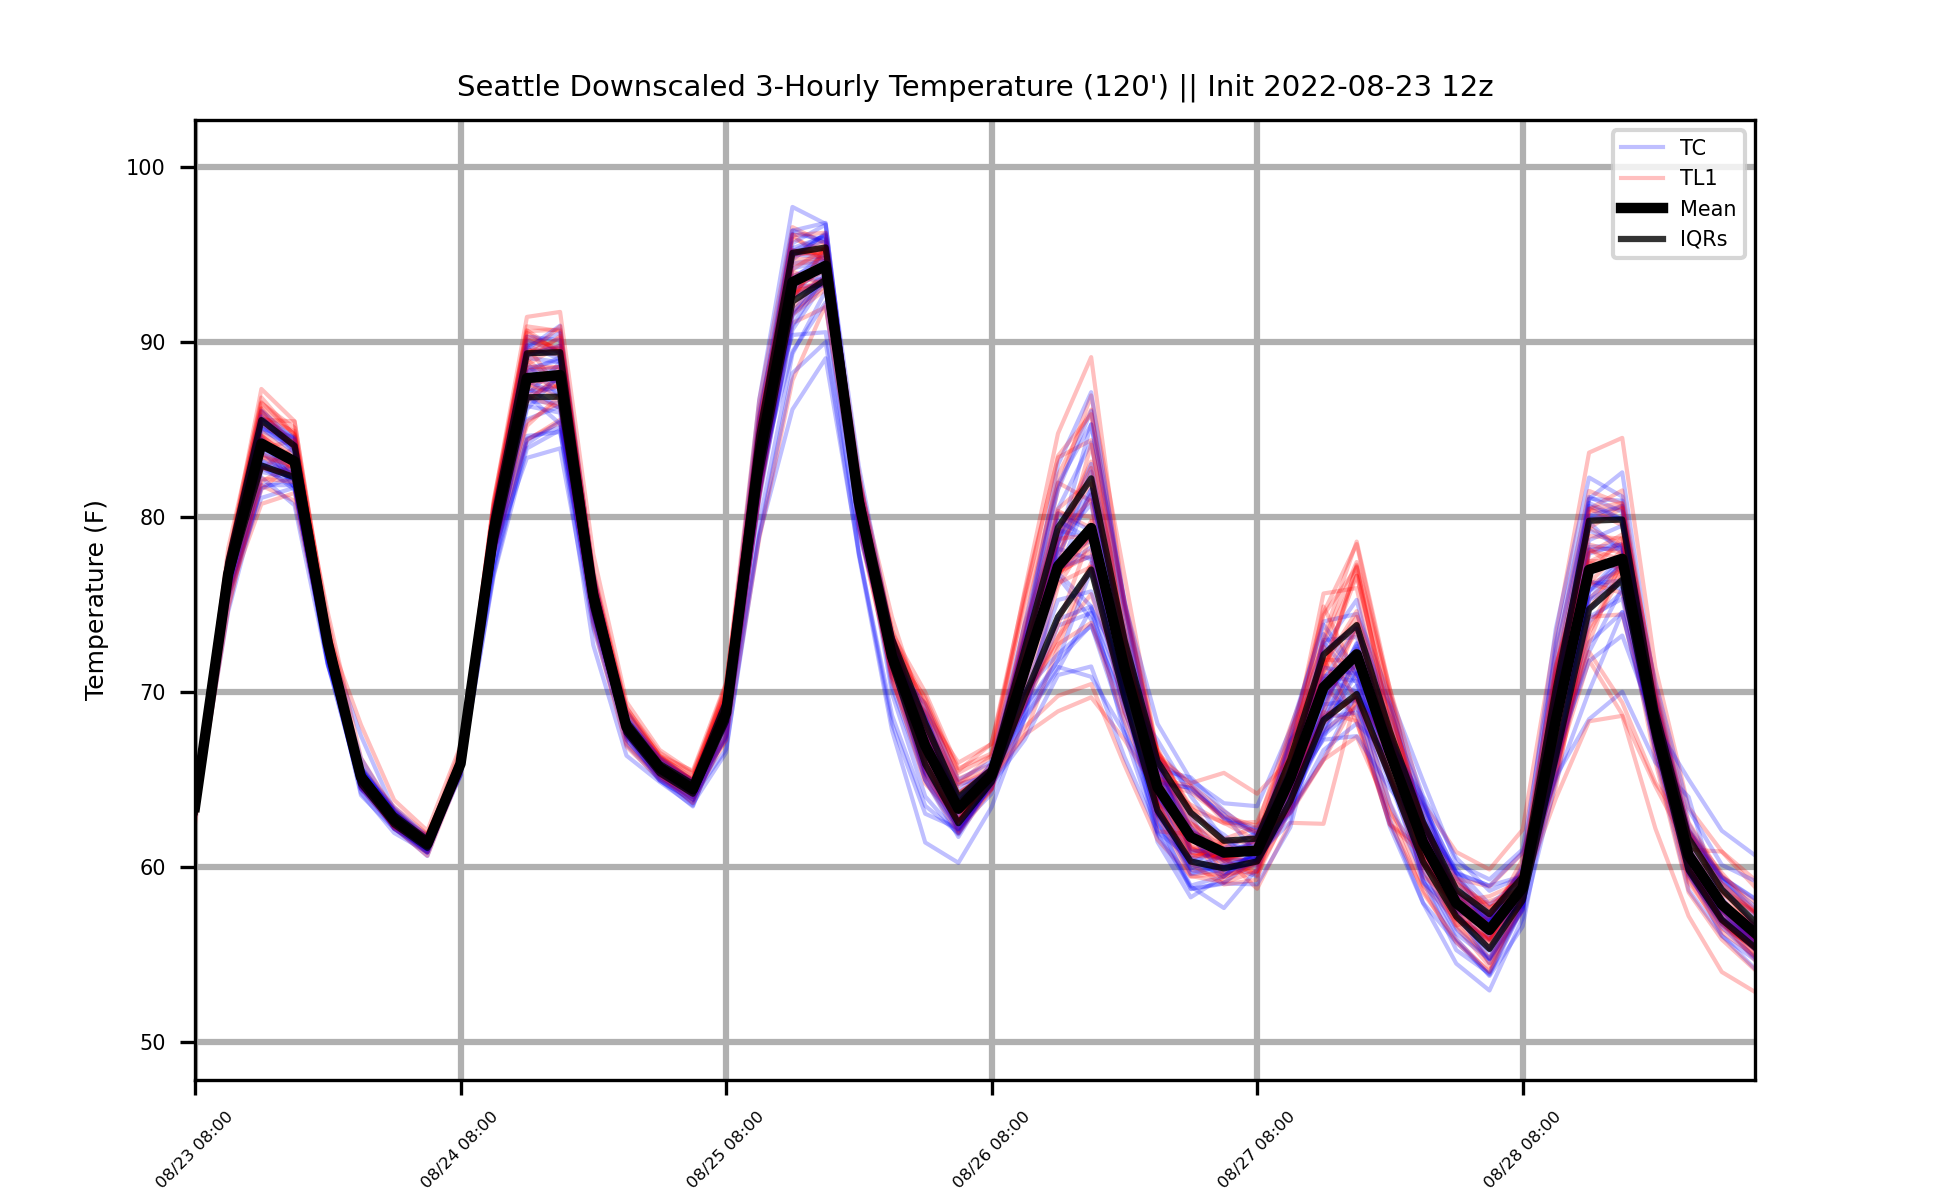 Seattle Downscaled 3-Hourly Temperature (120') || Init 2022-08-23 12z
TC
TL1
Mean
IQRs
Temperature (F)
100
90
80
70
60
50
08/23 08:00
08/24 08:00
08/25 08:00
08/26 08:00
08/27 08:00
08/28 08:00